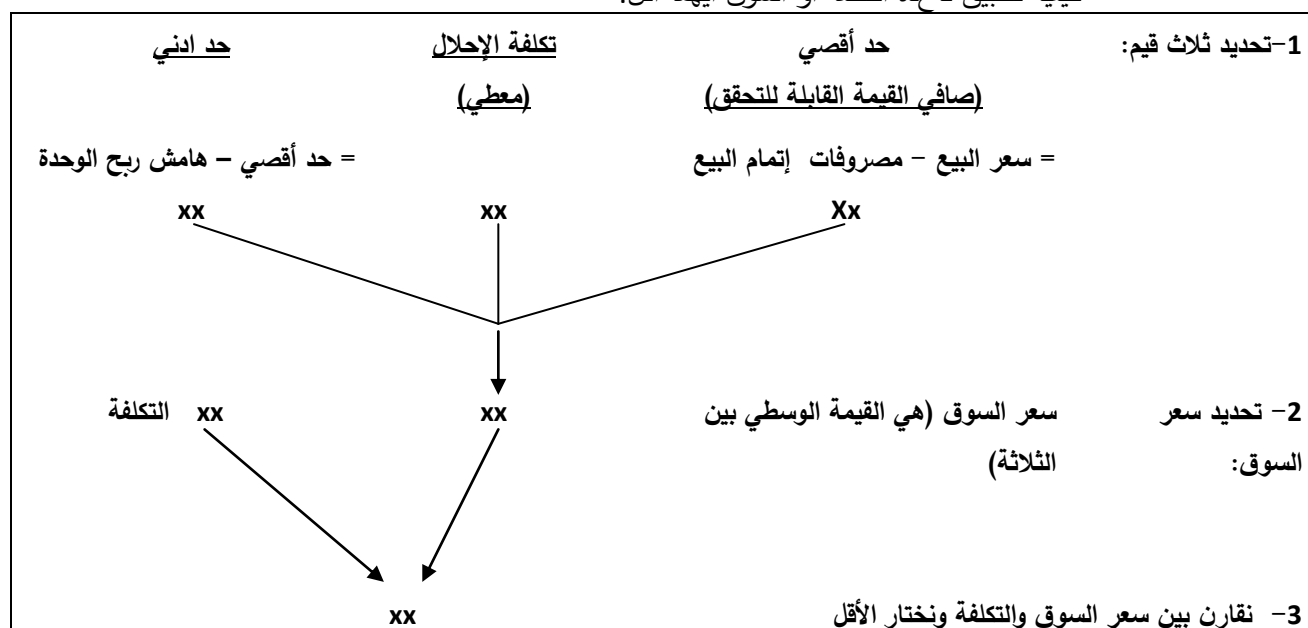 1-تحديد ثلاث قيم: حد أقصي تكلفة الإحلال حد ادني
(صافي القيمة القابلة للتحقق) (معطي)
= سعر البيع – مصروفات إتمام البيع = حد أقصي – هامش ربح الوحدة
Xx xx xx
2- تحديد سعر سعر السوق (هي القيمة الوسطي بين xx xx التكلفة
السوق: الثلاثة)
3- نقارن بين سعر السوق والتكلفة ونختار الأقل xx